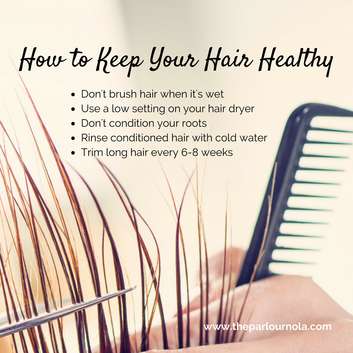 How to Keep Your Hair Healthy
• Don't brush hair when it's wet
• Use a low setting on your hair dryer
• Don't condition your roots
• Rinse conditioned hair with cold water
• Trim long hair every 6-8 weeks
www.theparlournola.com